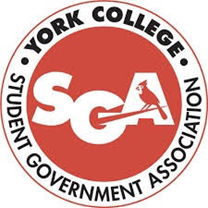 • YORK COLLEGE •
STUDENT GOVERNMENT ASSOCIATION
SGA